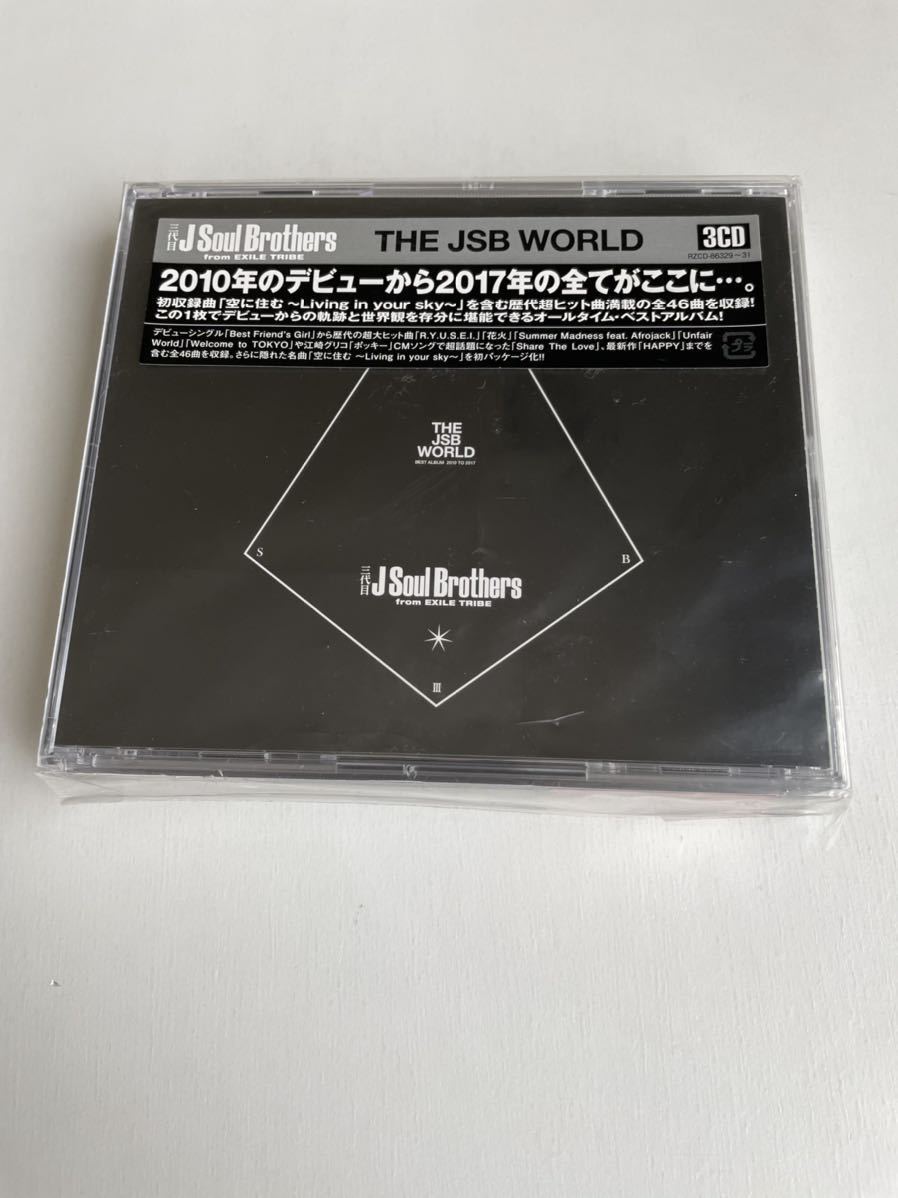 三代目 J Soul Brothers
from EXILE TRIBE
THE JSB WORLD
3CD
RZCD-86329～31
2010年のデビューから2017年の全てがここに…。
初収録曲「空に住む ～Living in your sky～」を含む歴代超ヒット曲満載の全46曲を収録!
この1枚でデビューからの軌跡と世界観を存分に堪能できるオールタイム・ベストアルバム!
デビューシングル「Best Friend's Girl」から歴代の超大ヒット曲「R.Y.U.S.E.I.」「花火」「Summer Madness feat. Afrojack」「Unfair
World」「Welcome to TOKYO」や江崎グリコ「ポッキー」CMソングで超話題になった「Share The Love」、最新作「HAPPY」までを
含む全46曲を収録。さらに隠れた名曲「空に住む ～Living in your sky～」を初パッケージ化!!
プラ
THE
JSB
WORLD
BEST ALBUM 2010 TO 2017
S
B
三代目 J Soul Brothers
from EXILE TRIBE
III